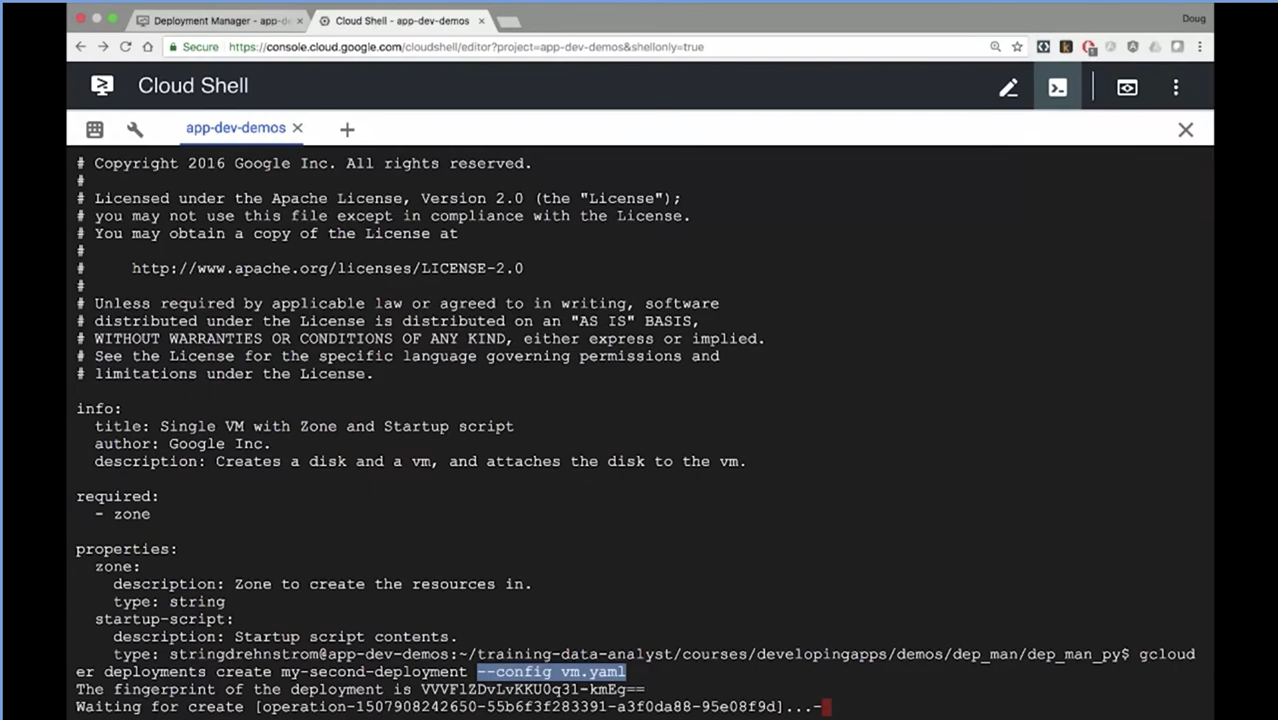 Deployment Manager - app-de
Cloud Shell - app-dev-demos
Doug
Secure https://console.cloud.google.com/cloudshell/editor?project=app-dev-demos&shellonly=true
Cloud Shell
app-dev-demos
# Copyright 2016 Google Inc. All rights reserved.
#
# Licensed under the Apache License, Version 2.0 (the "License");
# you may not use this file except in compliance with the License.
# You may obtain a copy of the License at
#
#     http://www.apache.org/licenses/LICENSE-2.0
#
# Unless required by applicable law or agreed to in writing, software
# distributed under the License is distributed on an "AS IS" BASIS,
# WITHOUT WARRANTIES OR CONDITIONS OF ANY KIND, either express or implied.
# See the License for the specific language governing permissions and
# limitations under the License.
info:
  title: Single VM with Zone and Startup script
  author: Google Inc.
  description: Creates a disk and a vm, and attaches the disk to the vm.
required:
  - zone
properties:
  zone:
    description: Zone to create the resources in.
    type: string
  startup-script:
    description: Startup script contents.
    type: stringdrehnstrom@app-dev-demos:~/training-data-analyst/courses/developingapps/demos/dep_man/dep_man_py$ gcloud
er deployments create my-second-deployment --config vm.yaml
The fingerprint of the deployment is VVVFlZDvLvKKU0q31-kmEg==
Waiting for create [operation-1507908242650-55b6f3f283391-a3f0da88-95e08f9d]...-